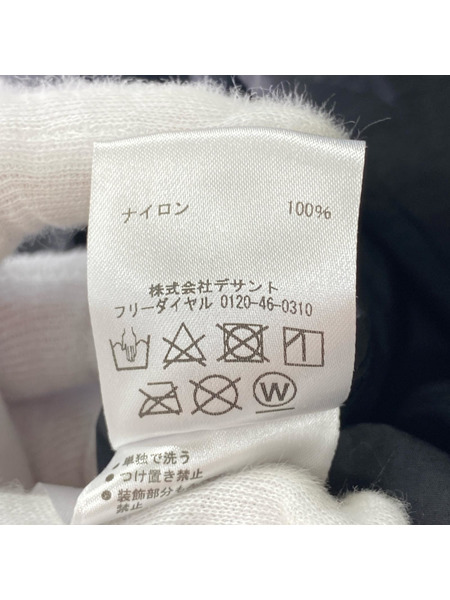 ナイロン 100%
株式会社デサント
フリーダイヤル 0120-46-0310
W
・単独で洗う
●つけ置き禁止
●装飾部分